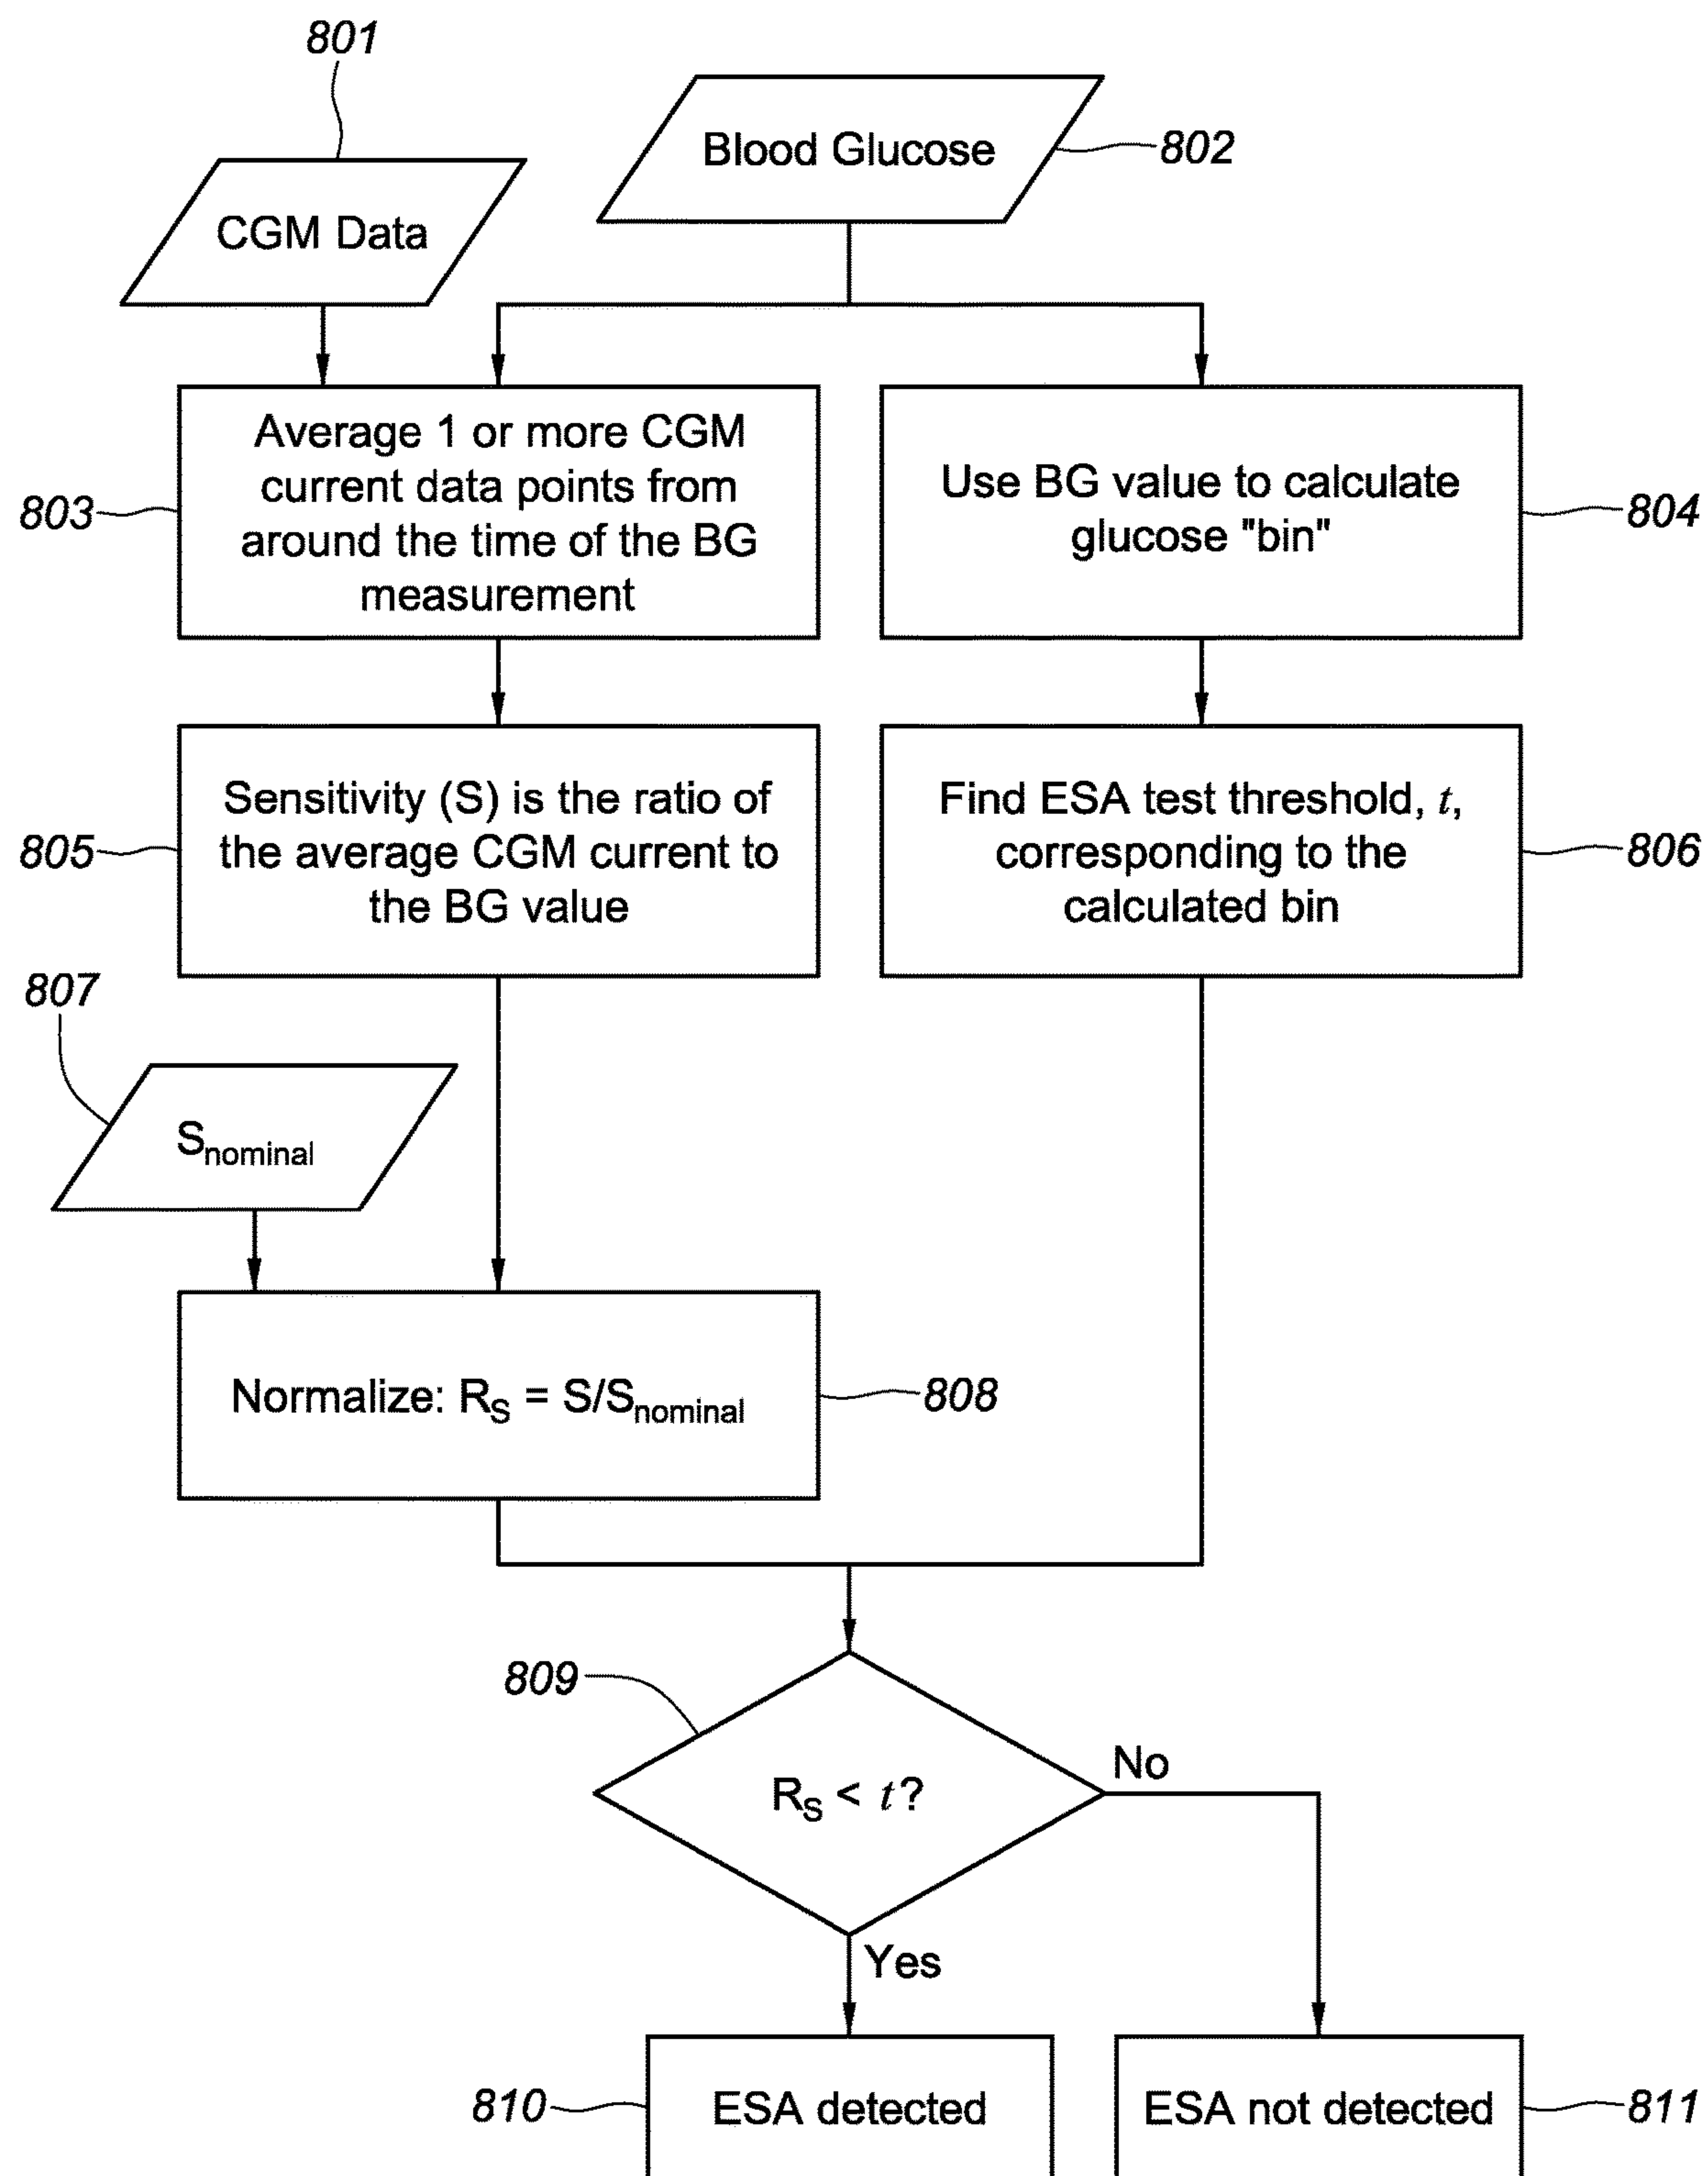 801
Blood Glucose
802
CGM Data
Average 1 or more CGM
current data points from
around the time of the BG
measurement
803
Use BG value to calculate
glucose "bin"
804
Sensitivity (S) is the ratio of
the average CGM current to
the BG value
805
Find ESA test threshold, t,
corresponding to the
calculated bin
806
807
Snominal
Normalize: RS = S/Snominal
808
809
RS < t?
No
Yes
810
ESA detected
ESA not detected
811